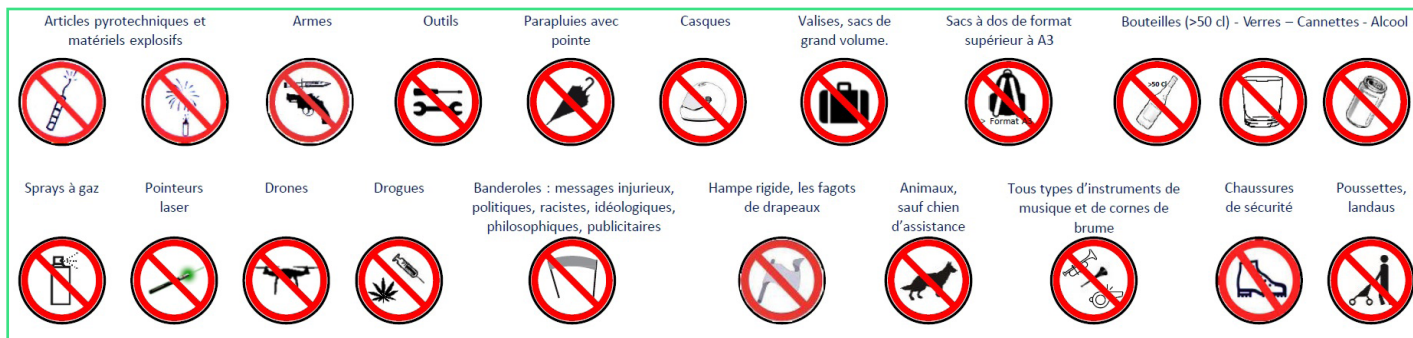 Articles pyrotechniques et
matériels explosifs
Armes
Outils
Parapluies avec
pointe
Casques
Valises, sacs de
grand volume.
Sacs à dos de format
supérieur à A3
Bouteilles (>50 cl) - Verres – Cannettes - Alcool
>50 cl
> Format A3
Sprays à gaz
Pointeurs
laser
Drones
Drogues
Banderoles : messages injurieux,
politiques, racistes, idéologiques,
philosophiques, publicitaires
Hampe rigide, les fagots
de drapeaux
Animaux,
sauf chien
d’assistance
Tous types d’instruments de
musique et de cornes de
brume
Chaussures
de sécurité
Poussettes,
landaus